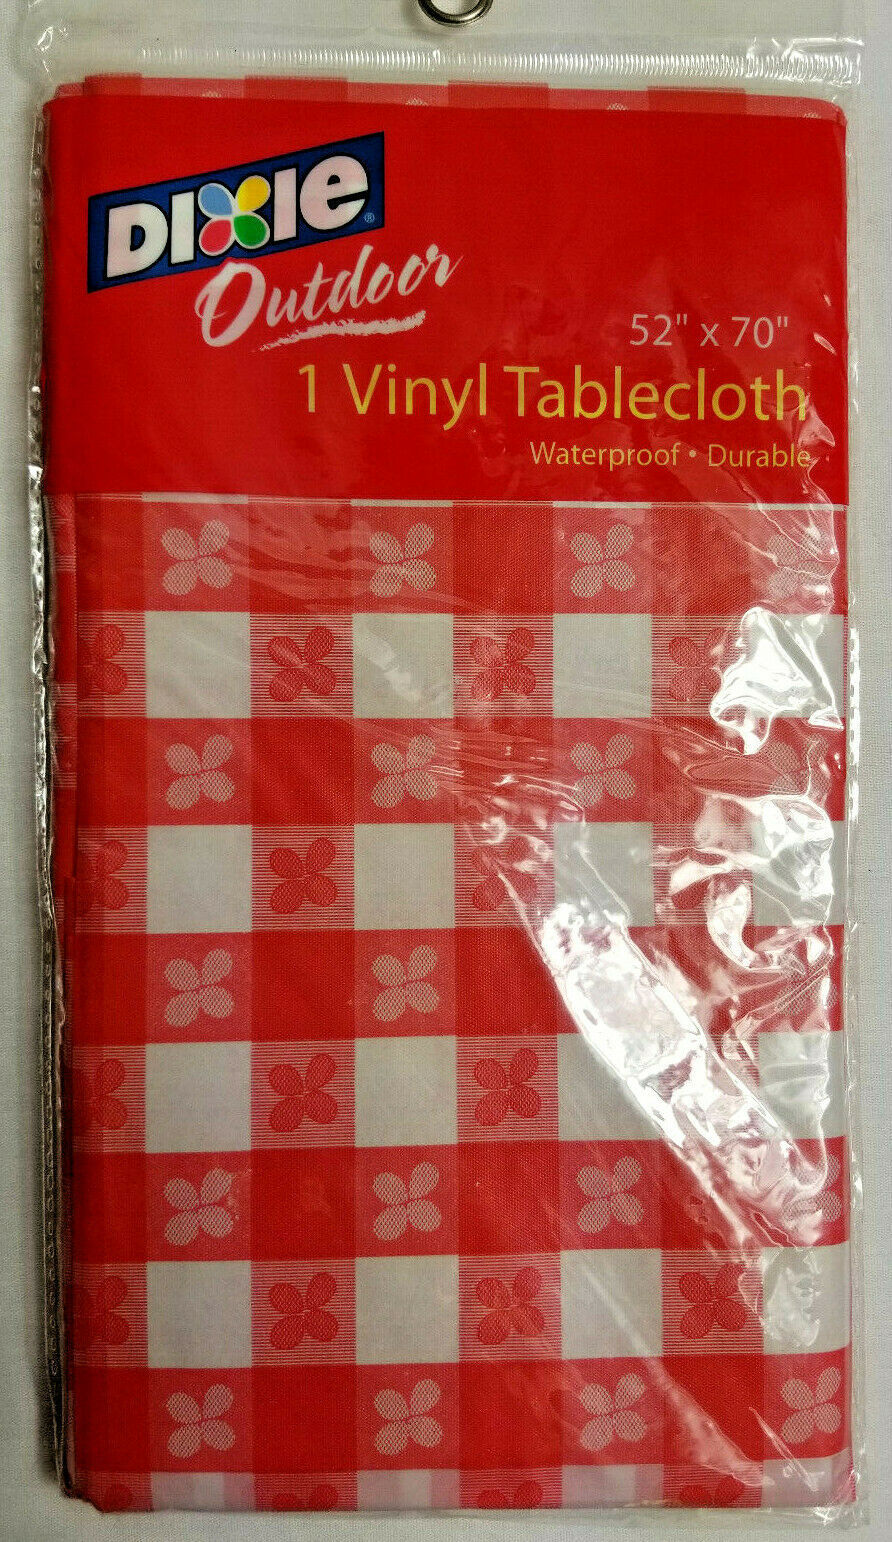 DIXIE®
Outdoor
52" x 70"
1 Vinyl Tablecloth
Waterproof • Durable